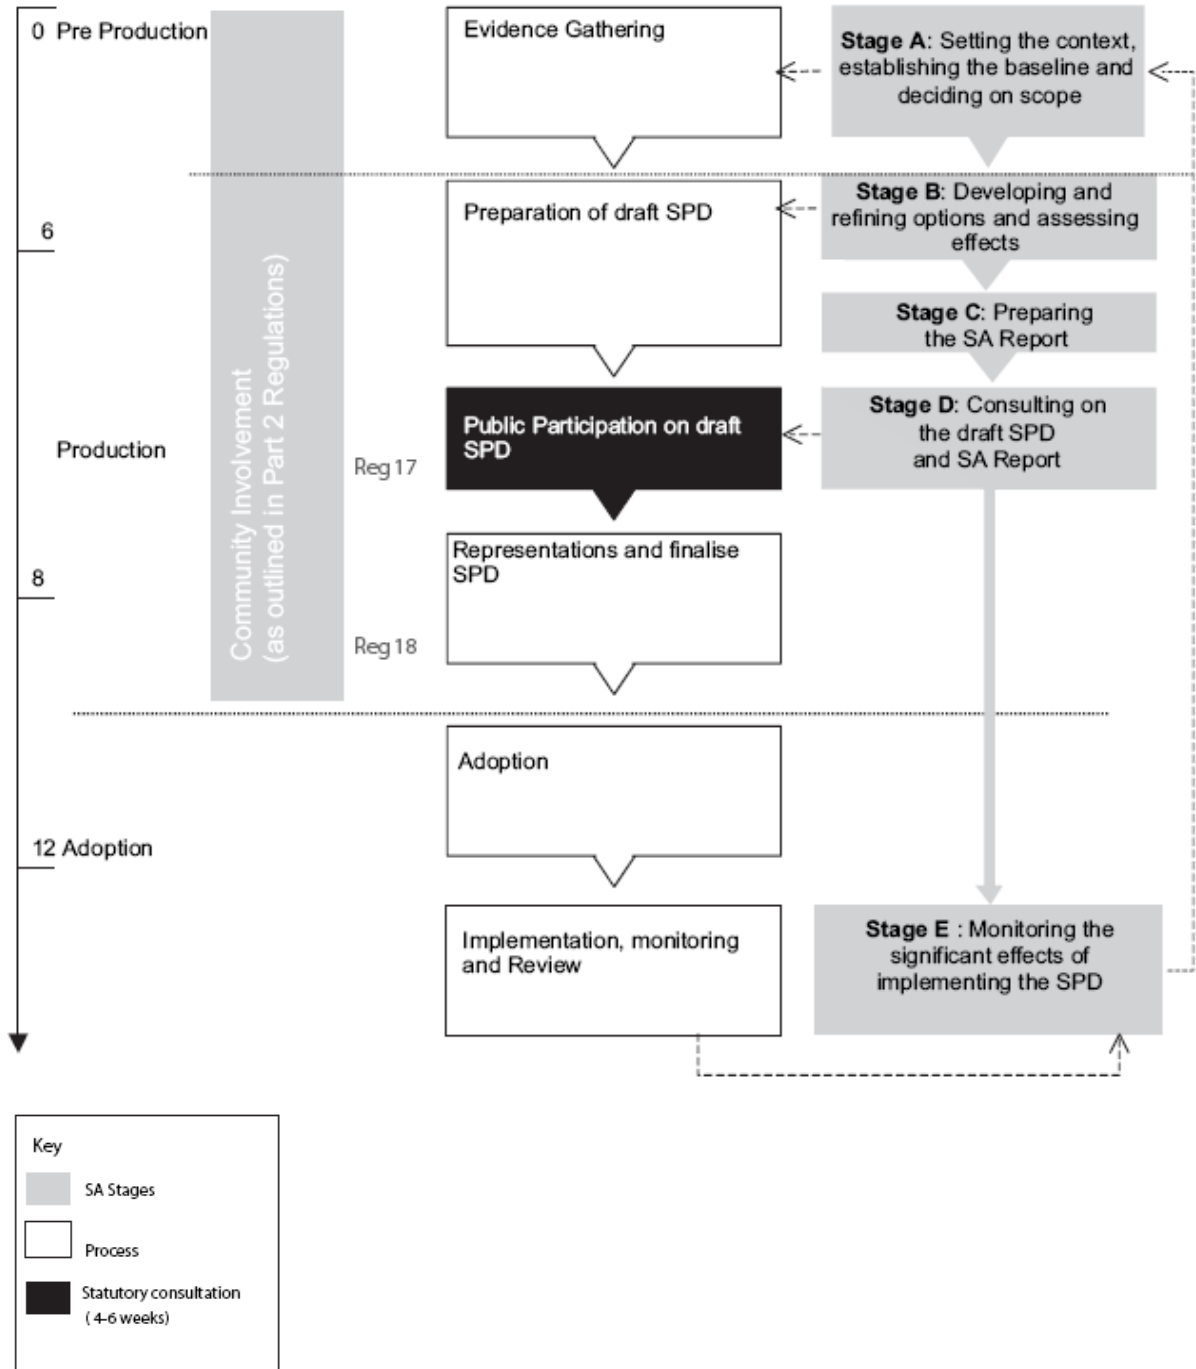 0 Pre Production
Evidence Gathering
Stage A: Setting the context,
establishing the baseline and
deciding on scope
6
Preparation of draft SPD
Stage B: Developing and
refining options and assessing
effects
Stage C: Preparing
the SA Report
Community Involvement
(as outlined in Part 2 Regulations)
Production
Reg 17
Public Participation on draft
SPD
Stage D: Consulting on
the draft SPD
and SA Report
8
Reg 18
Representations and finalise
SPD
Adoption
12 Adoption
Implementation, monitoring
and Review
Stage E : Monitoring the
significant effects of
implementing the SPD
Key
SA Stages
Process
Statutory consultation
( 4-6 weeks)